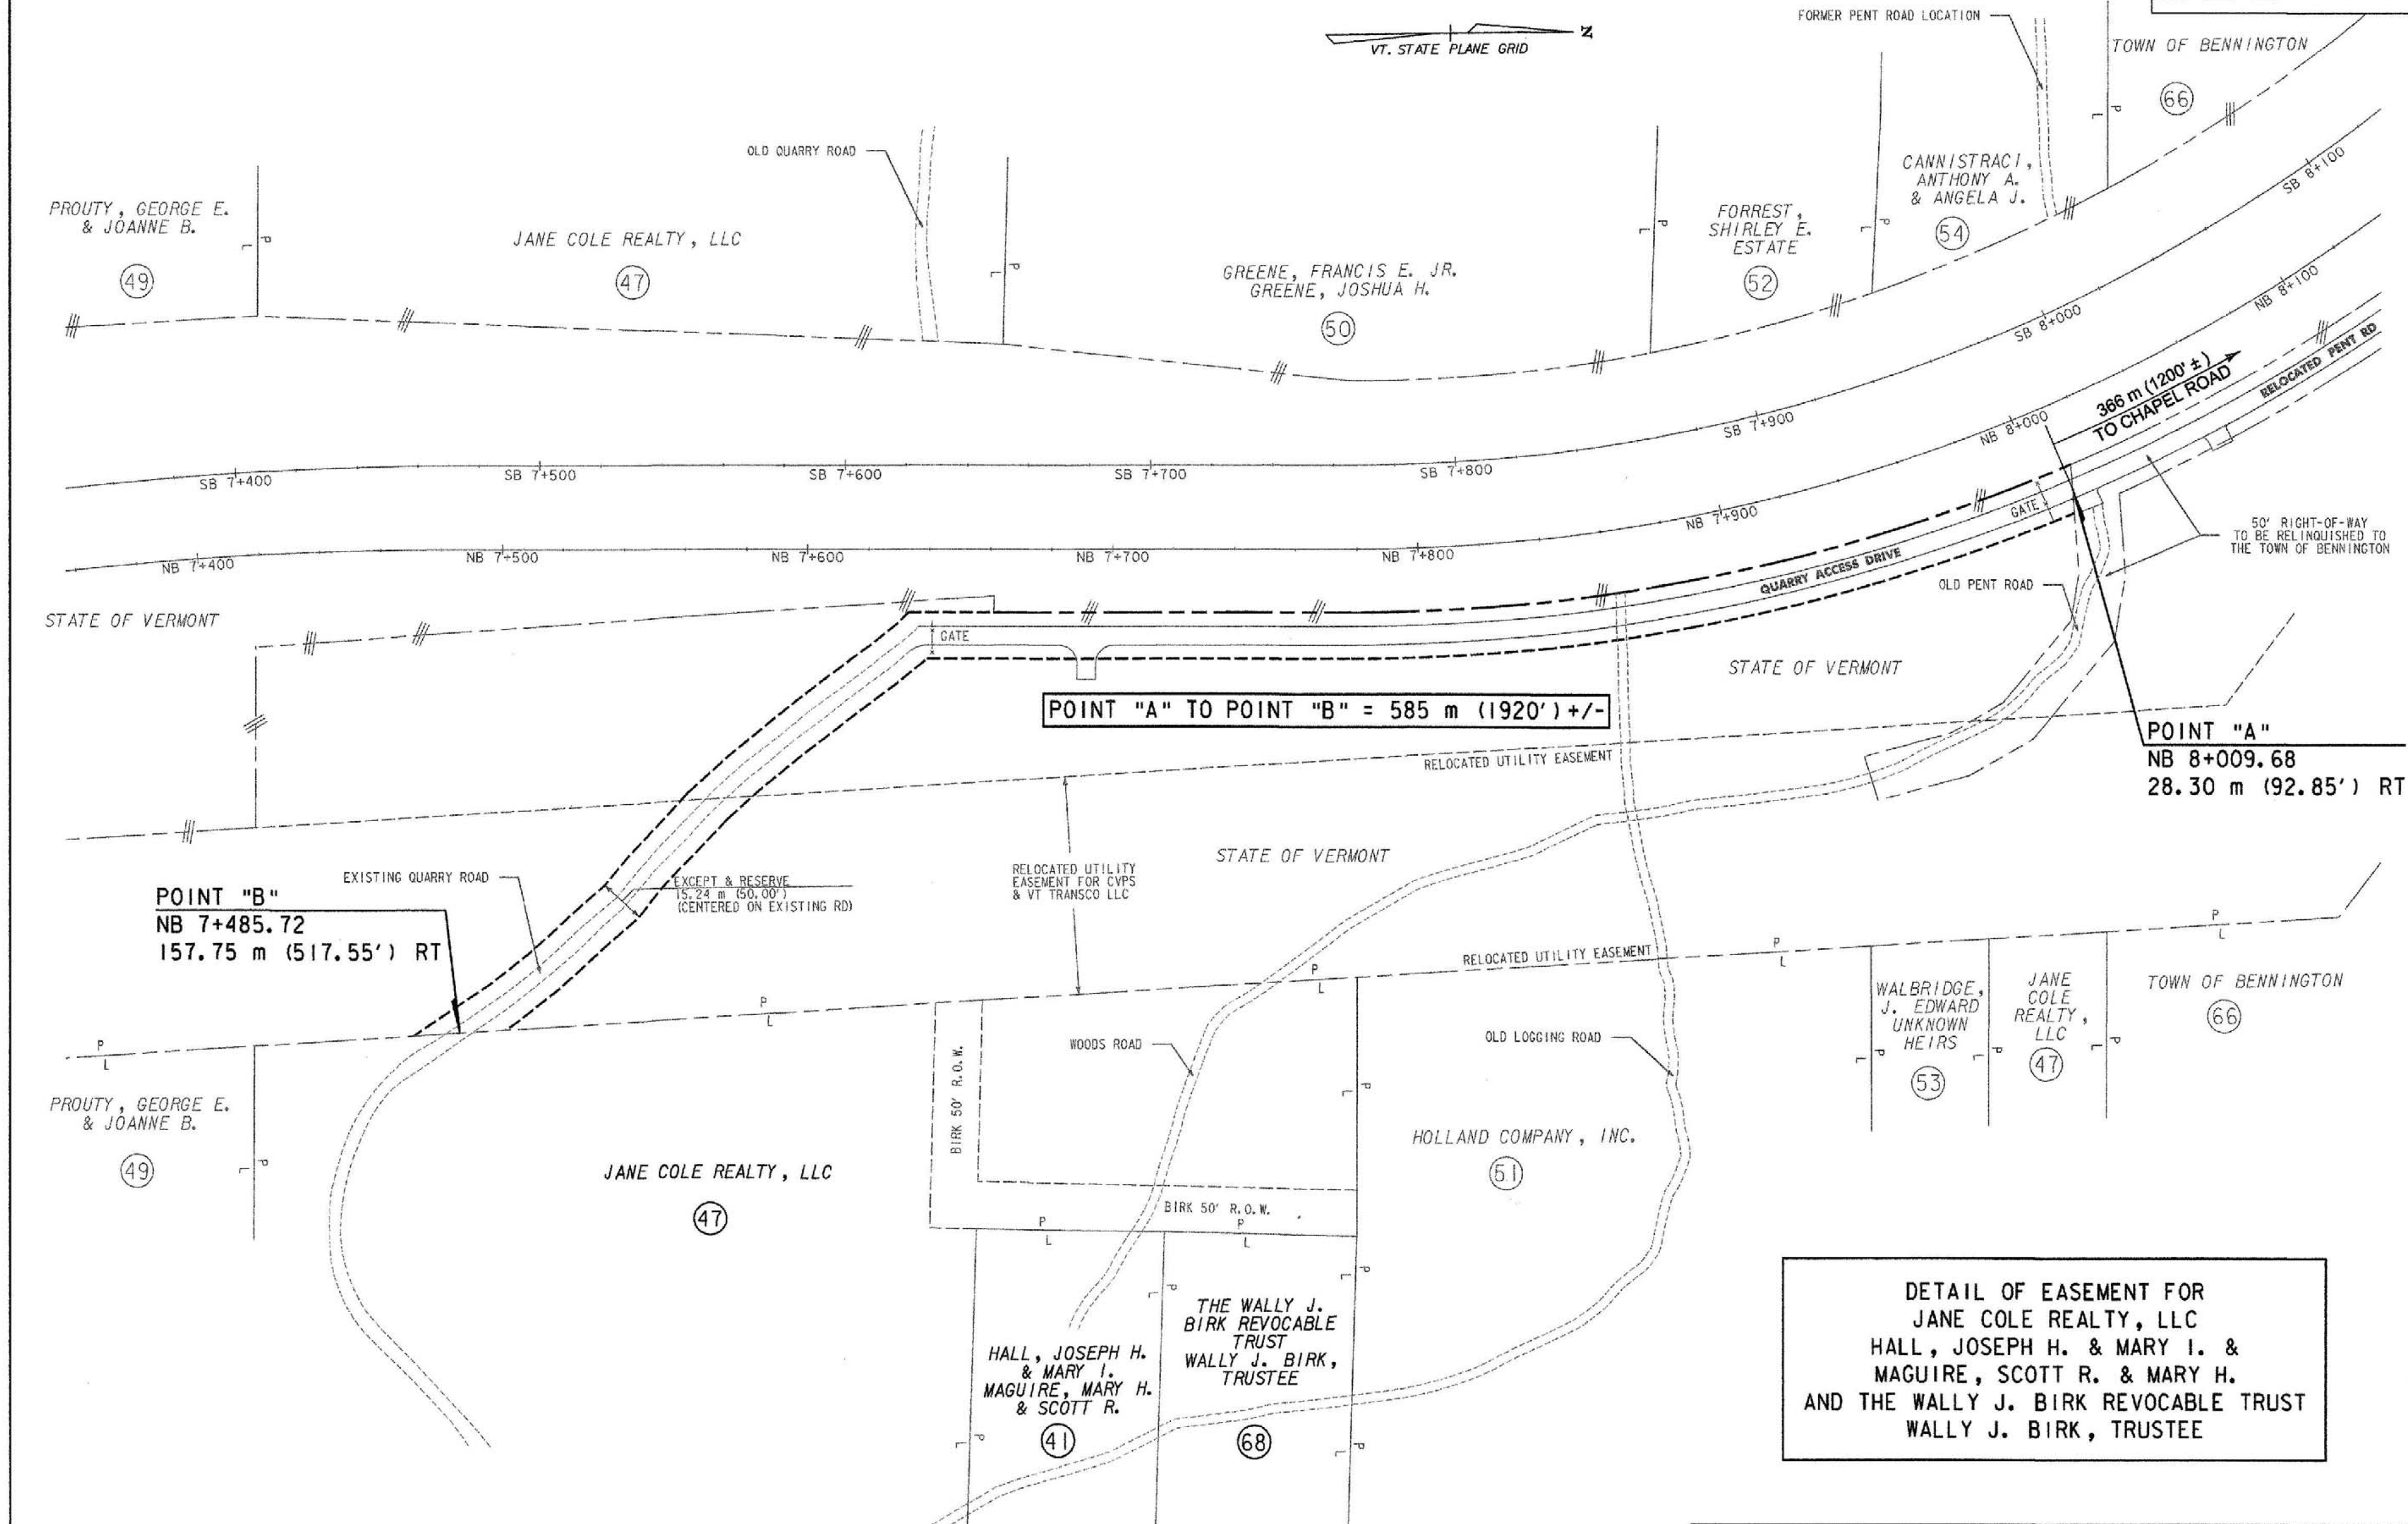 FORMER PENT ROAD LOCATION
VT. STATE PLANE GRID
N
TOWN OF BENNINGTON
66
P
L
OLD QUARRY ROAD
PROUTY, GEORGE E.
& JOANNE B.
49
P
L
JANE COLE REALTY, LLC
47
P
L
GREENE, FRANCIS E. JR.
GREENE, JOSHUA H.
50
P
L
FORREST,
SHIRLEY E.
ESTATE
52
P
L
CANNISTRACI,
ANTHONY A.
& ANGELA J.
54
SB 7+400
SB 7+500
SB 7+600
SB 7+700
SB 7+800
SB 7+900
SB 8+000
SB 8+100
NB 7+400
NB 7+500
NB 7+600
NB 7+700
NB 7+800
NB 7+900
NB 8+000
NB 8+100
366 m (1200' ±)
TO CHAPEL ROAD
RELOCATED PENT RD
GATE
QUARRY ACCESS DRIVE
50' RIGHT-OF-WAY
TO BE RELINQUISHED TO
THE TOWN OF BENNINGTON
OLD PENT ROAD
STATE OF VERMONT
GATE
STATE OF VERMONT
POINT "A" TO POINT "B" = 585 m (1920')+/-
POINT "A"
NB 8+009.68
28.30 m (92.85') RT
RELOCATED UTILITY EASEMENT
STATE OF VERMONT
RELOCATED UTILITY
EASEMENT FOR CVPS
& VT TRANSCO LLC
EXISTING QUARRY ROAD
EXCEPT & RESERVE
15.24 m (50.00')
(CENTERED ON EXISTING RD)
POINT "B"
NB 7+485.72
157.75 m (517.55') RT
RELOCATED UTILITY EASEMENT
P
L
P
L
P
L
P
L
P
L
PROUTY, GEORGE E.
& JOANNE B.
49
P
L
JANE COLE REALTY, LLC
47
BIRK 50' R.O.W.
WOODS ROAD
BIRK 50' R.O.W.
P
L
P
L
P
L
OLD LOGGING ROAD
HOLLAND COMPANY, INC.
51
WALBRIDGE,
J. EDWARD
UNKNOWN
HEIRS
53
P
L
JANE
COLE
REALTY,
LLC
47
P
L
P
L
TOWN OF BENNINGTON
66
HALL, JOSEPH H.
& MARY I.
MAGUIRE, MARY H.
& SCOTT R.
41
P
L
P
L
THE WALLY J.
BIRK REVOCABLE
TRUST
WALLY J. BIRK,
TRUSTEE
68
P
L
P
L
DETAIL OF EASEMENT FOR
JANE COLE REALTY, LLC
HALL, JOSEPH H. & MARY I. &
MAGUIRE, SCOTT R. & MARY H.
AND THE WALLY J. BIRK REVOCABLE TRUST
WALLY J. BIRK, TRUSTEE